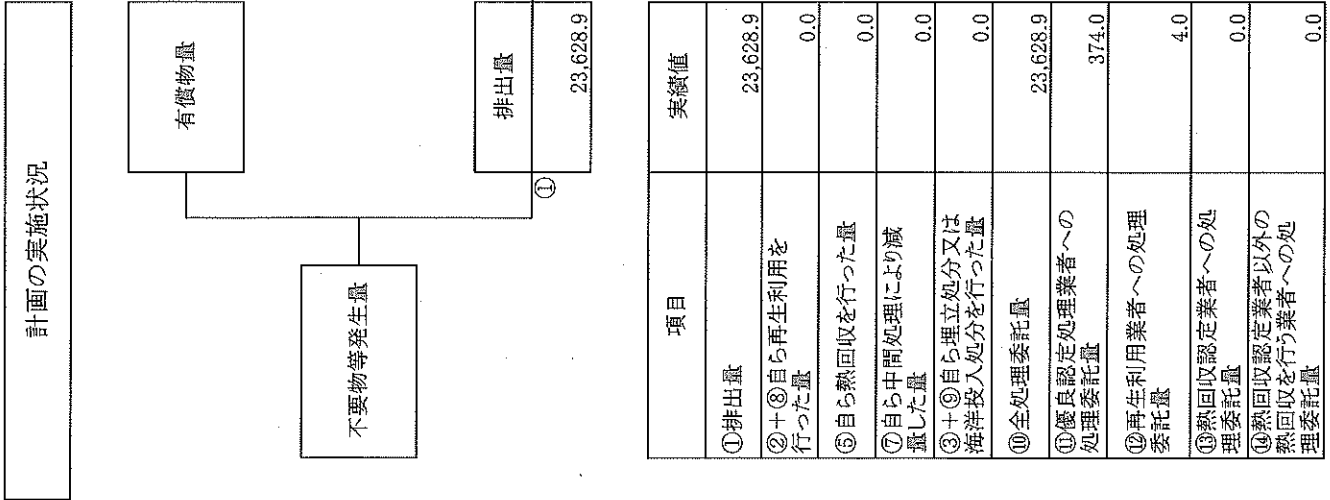 計画の実施状況
有償物量
不要物等発生量
排出量
①
23,628.9
項目
実績値
①排出量
23,628.9
②+⑧自ら再生利用を
行った量
0.0
⑤自ら熱回収を行った量
0.0
⑦自ら中間処理により減
量した量
0.0
③+⑨自ら埋立処分又は
海洋投入処分を行った量
0.0
⑩全処理委託量
23,628.9
⑪優良認定処理業者への
処理委託量
374.0
⑫再生利用業者への処理
委託量
4.0
⑬熱回収認定業者への処
理委託量
0.0
⑭熱回収認定業者以外の
熱回収を行う業者への処
理委託量
0.0